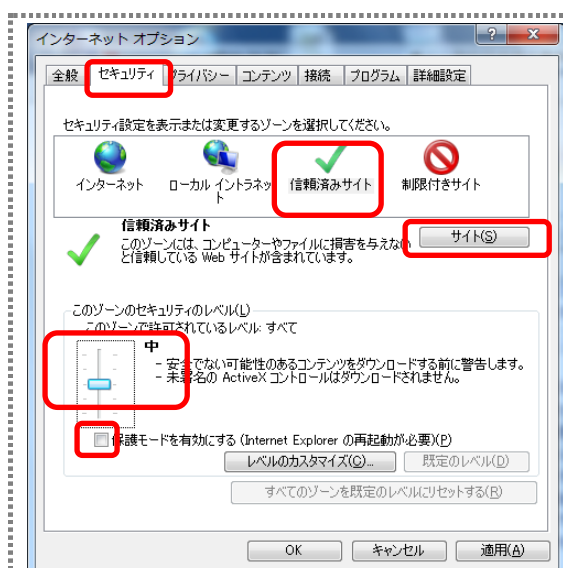 インターネット オプション
?
X
全般 セキュリティ プライバシー コンテンツ 接続 プログラム 詳細設定
セキュリティ設定を表示または変更するゾーンを選択してください。
インターネット
ローカル イントラネッ
ト
信頼済みサイト
制限付きサイト
信頼済みサイト
このゾーンには、コンピューターやファイルに損害を与えない
と信頼している Web サイトが含まれています。
サイト(S)
このゾーンのセキュリティのレベル(L)
このゾーンで許可されているレベル: すべて
中
- 安全でない可能性のあるコンテンツをダウンロードする前に警告します。
- 未署名の ActiveX コントロールはダウンロードされません。
保護モードを有効にする (Internet Explorer の再起動が必要)(P)
レベルのカスタマイズ(C)...
既定のレベル(D)
すべてのゾーンを既定のレベルにリセットする(R)
OK
キャンセル
適用(A)